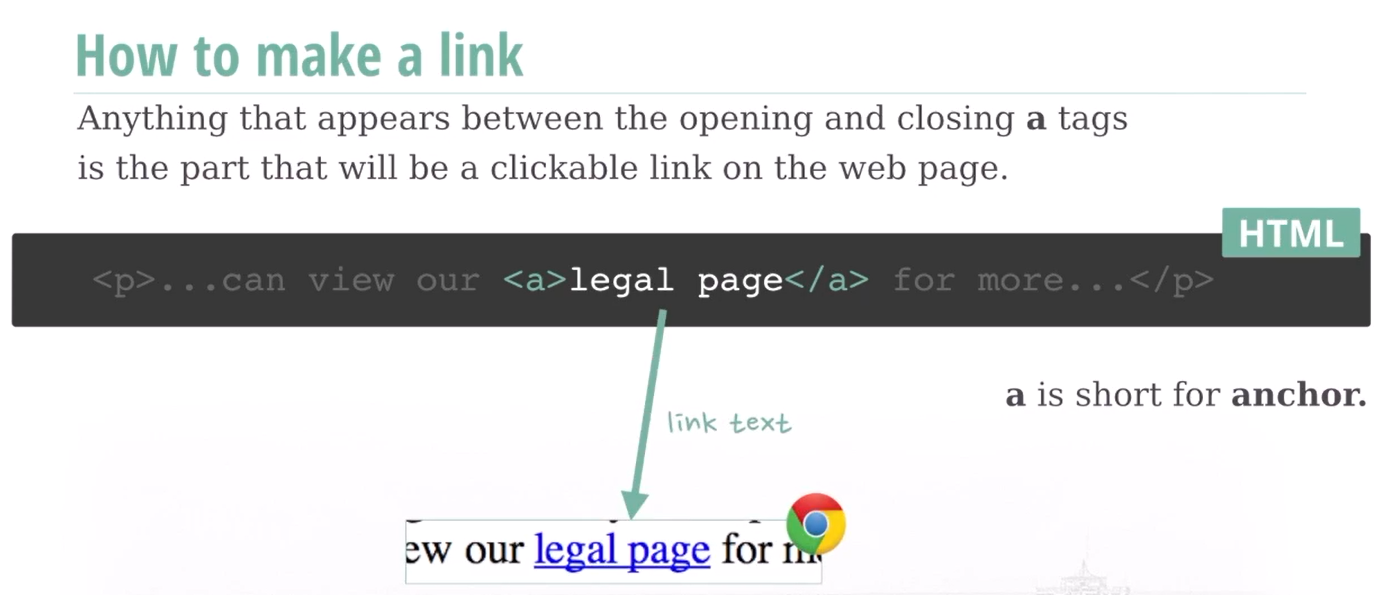 How to make a link
Anything that appears between the opening and closing a tags
is the part that will be a clickable link on the web page.
HTML
<p>...can view our <a>legal page</a> for more...</p>
a is short for anchor.
link text
ew our legal page for